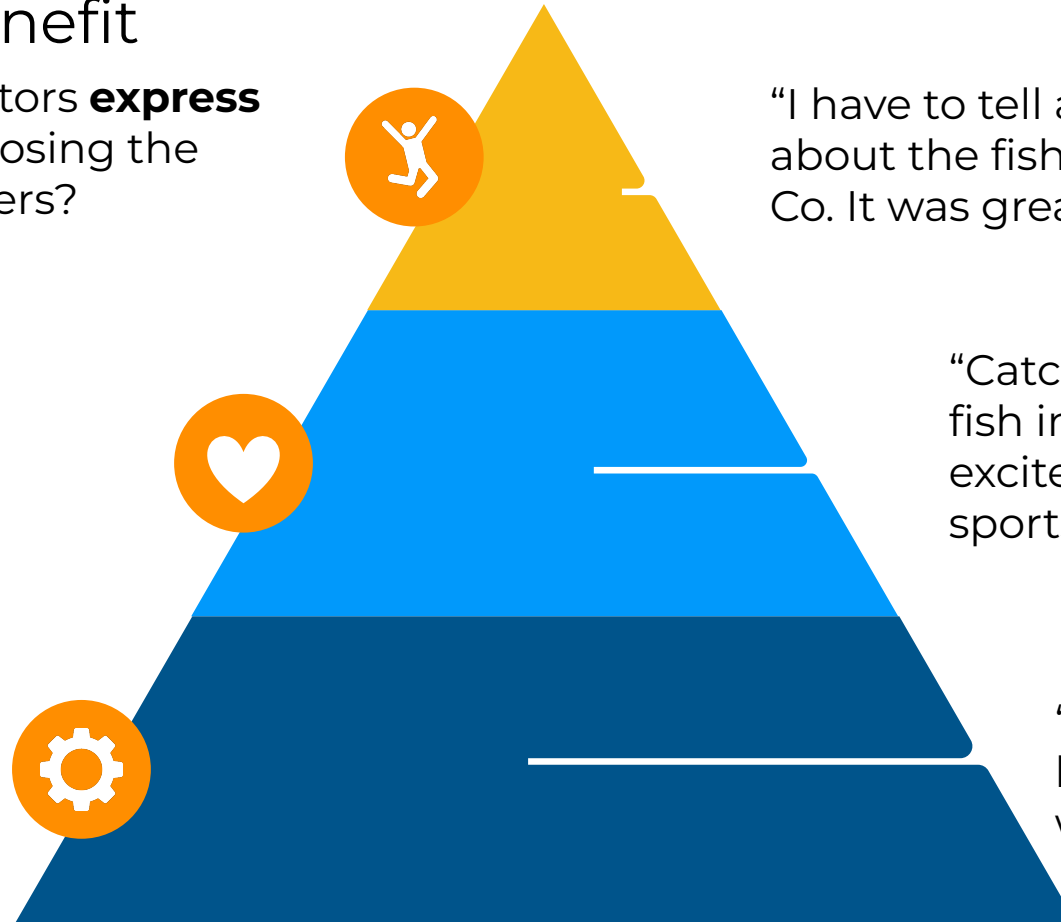 nefit
tors express
osing the
ers?
“I have to tell a
about the fish
Co. It was grea
“Catc
fish in
excite
sport
“